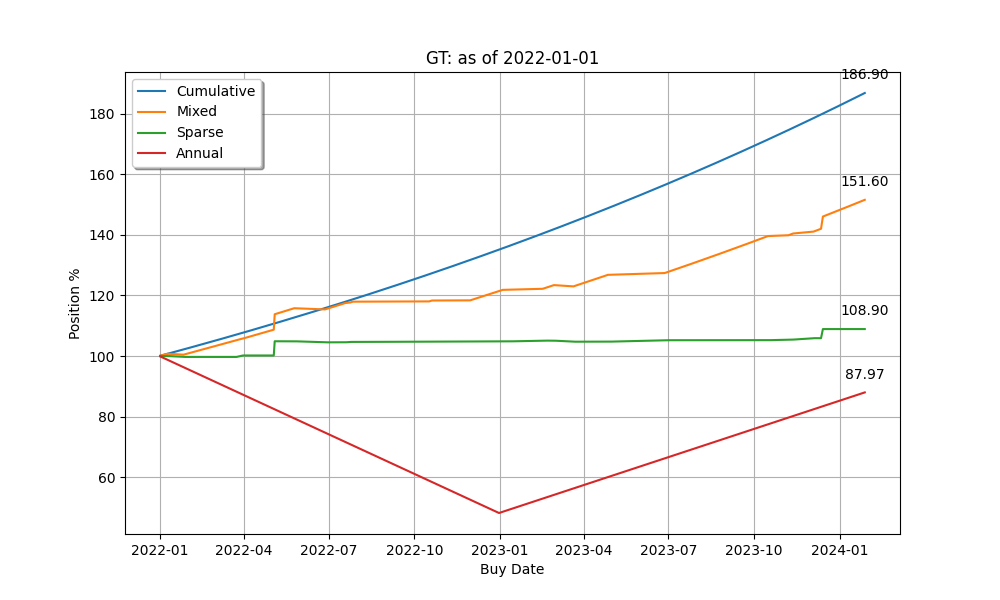 GT: as of 2022-01-01
186.90
Cumulative
Mixed
Sparse
Annual
151.60
108.90
87.97
180
160
140
120
100
80
60
Position %
2022-01 2022-04 2022-07 2022-10 2023-01 2023-04 2023-07 2023-10 2024-01
Buy Date